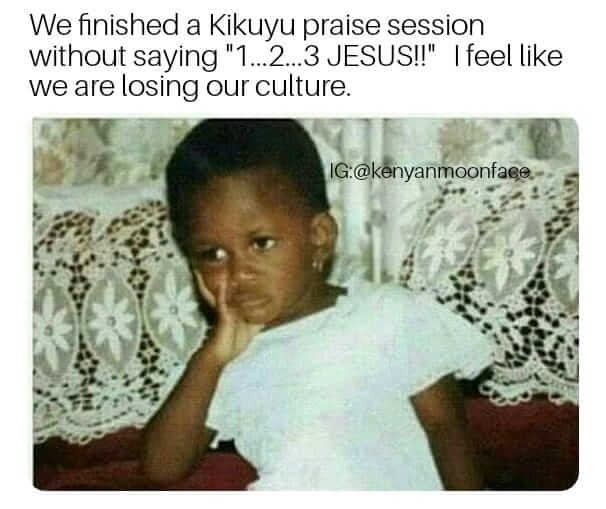 We finished a Kikuyu praise session
without saying "1...2...3 JESUS!!" I feel like
we are losing our culture.
IG:@kenyanmoonface